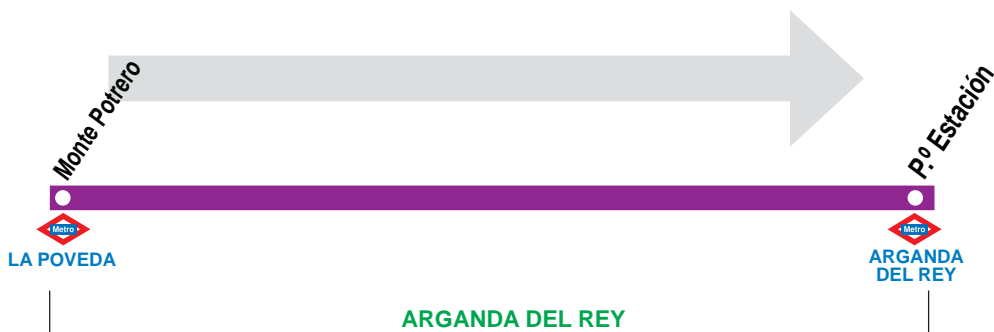 Monte Potrero
P.º Estación
Metro
Metro
LA POVEDA
ARGANDA
DEL REY
ARGANDA DEL REY